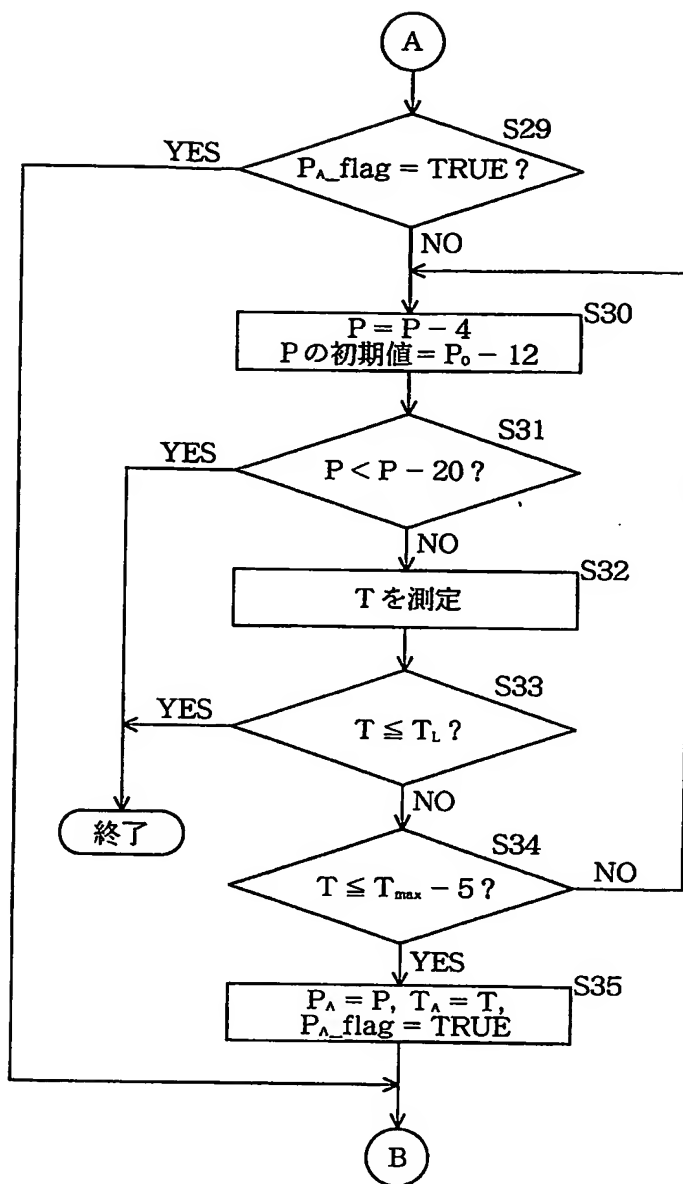 A
S29
YES
P_A_flag = TRUE ?
NO
S30
P = P − 4
Pの初期値 = P₀ − 12
S31
YES
P < P − 20 ?
NO
S32
Tを測定
S33
YES
T ≦ T_L ?
NO
終了
S34
T ≦ T_max − 5 ?
NO
YES
S35
P_A = P, T_A = T,
P_A_flag = TRUE
B